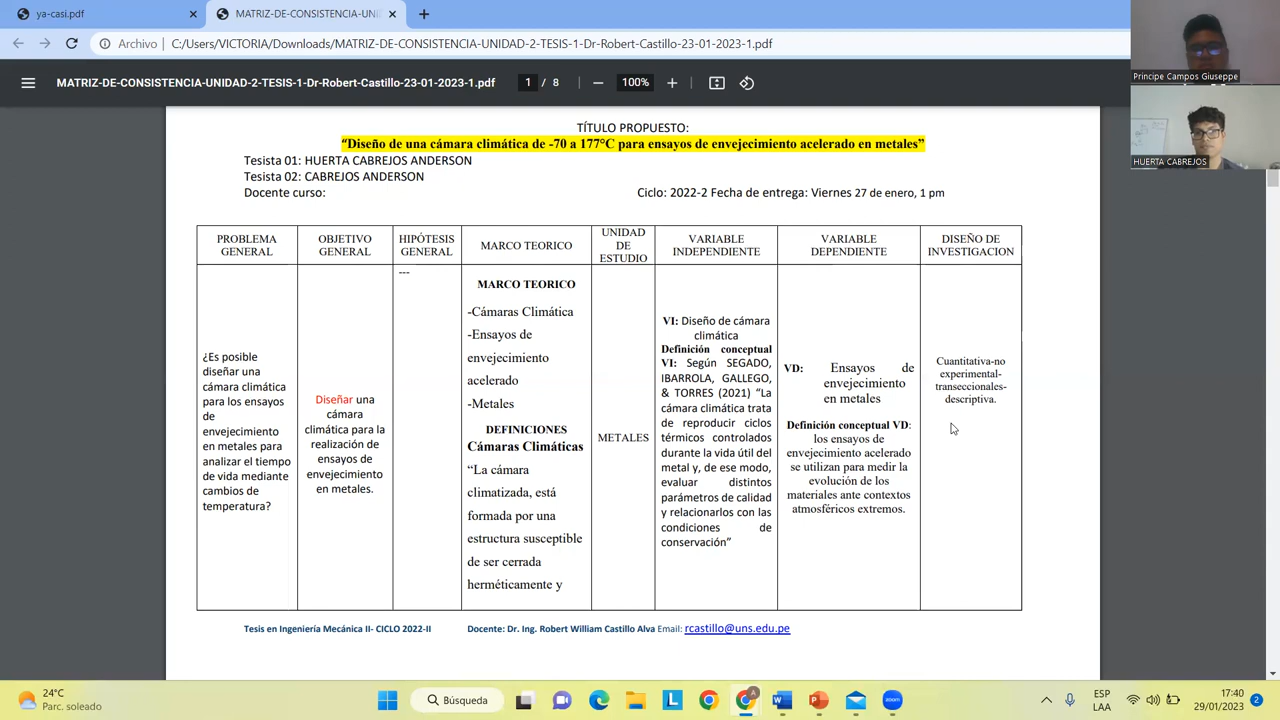 ya-casi.pdf
MATRIZ-DE-CONSISTENCIA-UNI
Archivo
C:/Users/VICTORIA/Downloads/MATRIZ-DE-CONSISTENCIA-UNIDAD-2-TESIS-1-Dr-Robert-Castillo-23-01-2023-1.pdf
MATRIZ-DE-CONSISTENCIA-UNIDAD-2-TESIS-1-Dr-Robert-Castillo-23-01-2023-1.pdf
1 / 8
100%
Principe Campos Giuseppe
HUERTA CABREJOS
TÍTULO PROPUESTO:
“Diseño de una cámara climática de -70 a 177°C para ensayos de envejecimiento acelerado en metales”
Tesista 01: HUERTA CABREJOS ANDERSON
Tesista 02: CABREJOS ANDERSON
Docente curso:
Ciclo: 2022-2 Fecha de entrega: Viernes 27 de enero, 1 pm
PROBLEMA
GENERAL
OBJETIVO
GENERAL
HIPÓTESIS
GENERAL
MARCO TEORICO
UNIDAD
DE
ESTUDIO
VARIABLE
INDEPENDIENTE
VARIABLE
DEPENDIENTE
DISEÑO DE
INVESTIGACION
¿Es posible
diseñar una
cámara climática
para los ensayos
de
envejecimiento
en metales para
analizar el tiempo
de vida mediante
cambios de
temperatura?
Diseñar una
cámara
climática para la
realización de
ensayos de
envejecimiento
en metales.
---
MARCO TEORICO
-Cámaras Climática
-Ensayos de
envejecimiento
acelerado
-Metales
DEFINICIONES
Cámaras Climáticas
“La cámara
climatizada, está
formada por una
estructura susceptible
de ser cerrada
herméticamente y
METALES
VI: Diseño de cámara
climática
Definición conceptual
VI: Según SEGADO,
IBARROLA, GALLEGO,
& TORRES (2021) “La
cámara climática trata
de reproducir ciclos
térmicos controlados
durante la vida útil del
metal y, de ese modo,
evaluar distintos
parámetros de calidad
y relacionarlos con las
condiciones de
conservación”
VD: Ensayos de
envejecimiento
en metales
Definición conceptual VD:
los ensayos de
envejecimiento acelerado
se utilizan para medir la
evolución de los
materiales ante contextos
atmosféricos extremos.
Cuantitativa-no
experimental-
transeccionales-
descriptiva.
Tesis en Ingeniería Mecánica II- CICLO 2022-II
Docente: Dr. Ing. Robert William Castillo Alva Email: rcastillo@uns.edu.pe
24°C
Parc. soleado
Búsqueda
zoom
ESP
LAA
17:40
29/01/2023
2